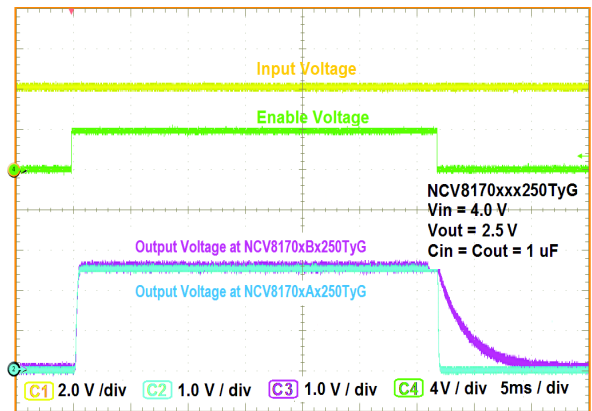 Input Voltage
Enable Voltage
NCV8170xxx250TyG
Vin = 4.0 V
Vout = 2.5 V
Cin = Cout = 1 uF
Output Voltage at NCV8170xBx250TyG
Output Voltage at NCV8170xAx250TyG
4
2
C1 2.0 V /div C2 1.0 V / div C3 1.0 V / div C4 4V / div 5ms / div